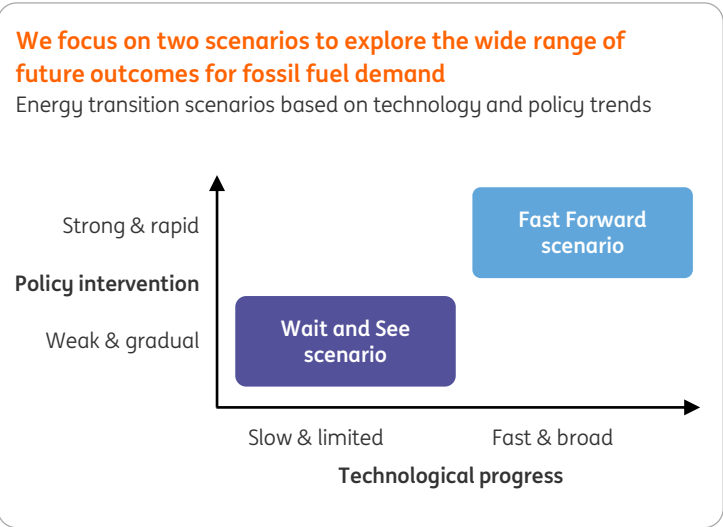 We focus on two scenarios to explore the wide range of
future outcomes for fossil fuel demand
Energy transition scenarios based on technology and policy trends
Strong & rapid
Fast Forward
scenario
Policy intervention
Weak & gradual
Wait and See
scenario
Slow & limited
Fast & broad
Technological progress